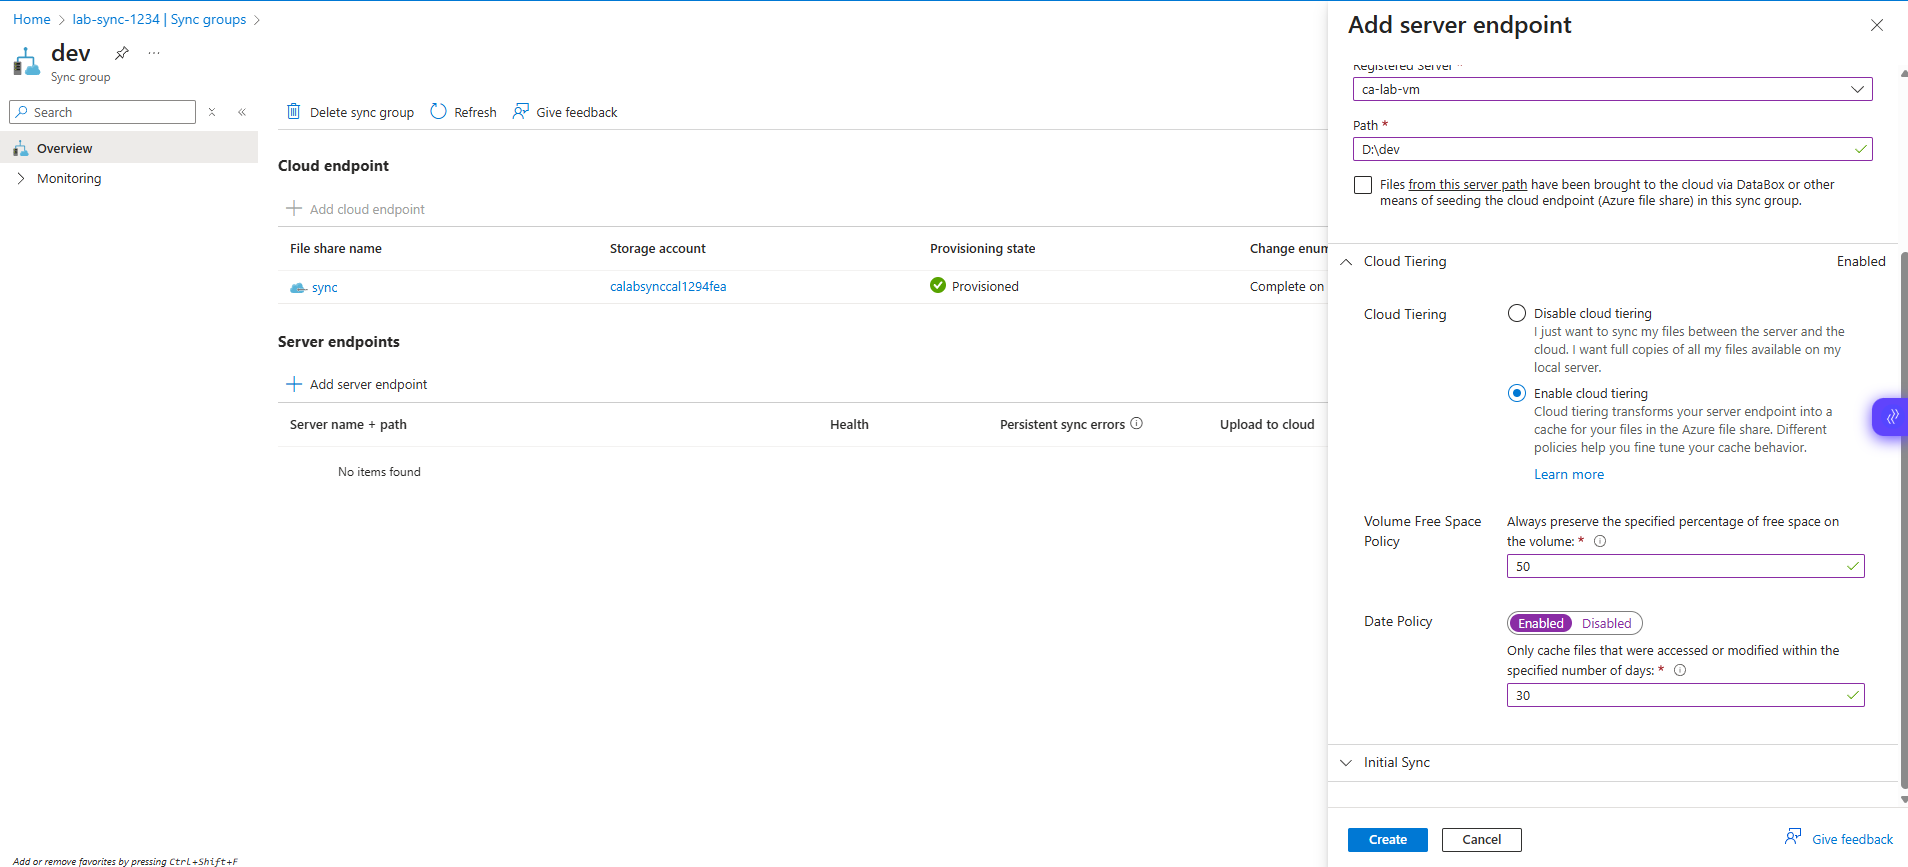 Home > lab-sync-1234 | Sync groups >
dev
Sync group
Search
Overview
Monitoring
Delete sync group Refresh Give feedback
Cloud endpoint
Add cloud endpoint
File share name Storage account Provisioning state Change enum
sync calabsynccal1294fea Provisioned Complete on
Server endpoints
Add server endpoint
Server name + path Health Persistent sync errors Upload to cloud
No items found
Add or remove favorites by pressing Ctrl+Shift+F
Add server endpoint
Registered Server *
ca-lab-vm
Path *
D:\dev
Files from this server path have been brought to the cloud via DataBox or other
means of seeding the cloud endpoint (Azure file share) in this sync group.
Cloud Tiering Enabled
Cloud Tiering
Disable cloud tiering
I just want to sync my files between the server and the
cloud. I want full copies of all my files available on my
local server.
Enable cloud tiering
Cloud tiering transforms your server endpoint into a
cache for your files in the Azure file share. Different
policies help you fine tune your cache behavior.
Learn more
Volume Free Space
Policy
Always preserve the specified percentage of free space on
the volume: *
50
Date Policy
Enabled Disabled
Only cache files that were accessed or modified within the
specified number of days: *
30
Initial Sync
Create Cancel Give feedback